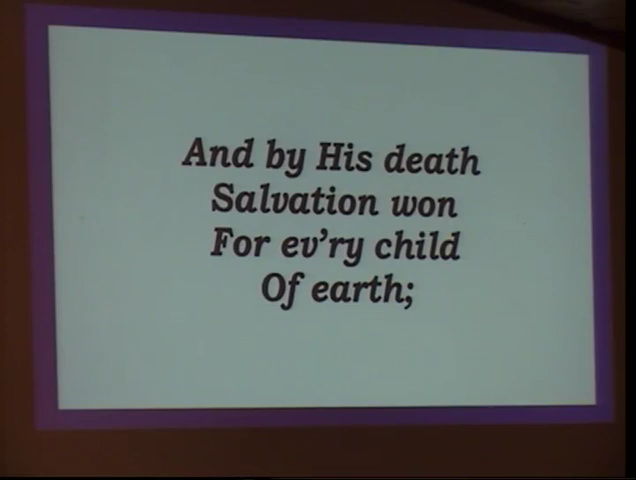 And by His death
Salvation won
For ev'ry child
Of earth;